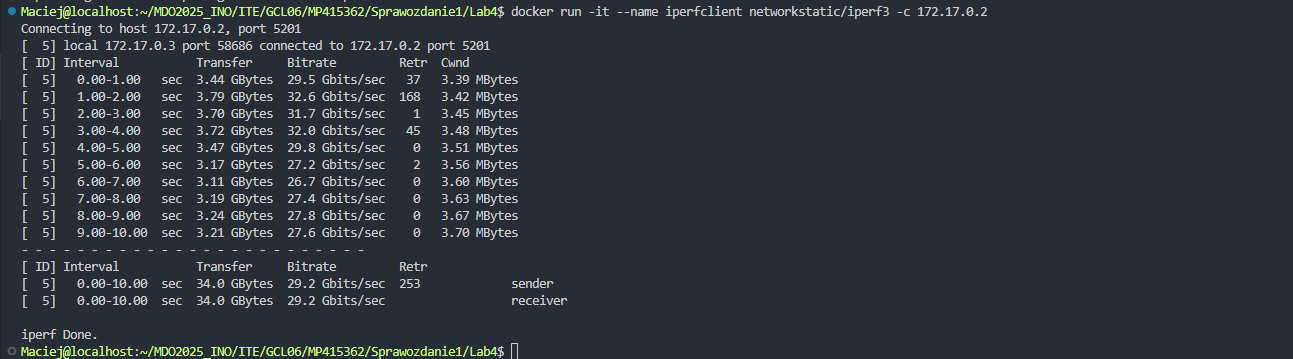 Maciej@localhost:~/MDO2025_INO/ITE/GCL06/MP415362/Sprawozdanie1/Lab4$ docker run -it --name iperfclient networkstatic/iperf3 -c 172.17.0.2
Connecting to host 172.17.0.2, port 5201
[  5] local 172.17.0.3 port 58686 connected to 172.17.0.2 port 5201
[ ID] Interval           Transfer     Bitrate         Retr  Cwnd
[  5]   0.00-1.00   sec  3.44 GBytes  29.5 Gbits/sec   37   3.39 MBytes
[  5]   1.00-2.00   sec  3.79 GBytes  32.6 Gbits/sec  168   3.42 MBytes
[  5]   2.00-3.00   sec  3.70 GBytes  31.7 Gbits/sec    1   3.45 MBytes
[  5]   3.00-4.00   sec  3.72 GBytes  32.0 Gbits/sec   45   3.48 MBytes
[  5]   4.00-5.00   sec  3.47 GBytes  29.8 Gbits/sec    0   3.51 MBytes
[  5]   5.00-6.00   sec  3.17 GBytes  27.2 Gbits/sec    2   3.56 MBytes
[  5]   6.00-7.00   sec  3.11 GBytes  26.7 Gbits/sec    0   3.60 MBytes
[  5]   7.00-8.00   sec  3.19 GBytes  27.4 Gbits/sec    0   3.63 MBytes
[  5]   8.00-9.00   sec  3.24 GBytes  27.8 Gbits/sec    0   3.67 MBytes
[  5]   9.00-10.00  sec  3.21 GBytes  27.6 Gbits/sec    0   3.70 MBytes
- - - - - - - - - - - - - - - - - - - - - - - - -
[ ID] Interval           Transfer     Bitrate         Retr
[  5]   0.00-10.00  sec  34.0 GBytes  29.2 Gbits/sec  253             sender
[  5]   0.00-10.00  sec  34.0 GBytes  29.2 Gbits/sec                  receiver
iperf Done.
Maciej@localhost:~/MDO2025_INO/ITE/GCL06/MP415362/Sprawozdanie1/Lab4$